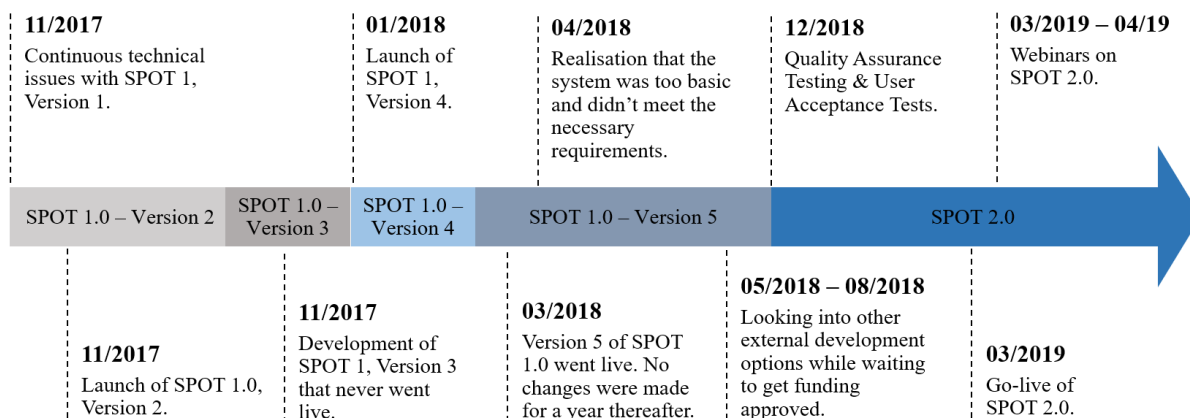 11/2017
Continuous technical
issues with SPOT 1,
Version 1.
01/2018
Launch of
SPOT 1,
Version 4.
04/2018
Realisation that the
system was too basic
and didn’t meet the
necessary
requirements.
12/2018
Quality Assurance
Testing & User
Acceptance Tests.
03/2019 – 04/19
Webinars on
SPOT 2.0.
SPOT 1.0 – Version 2
SPOT 1.0 –
Version 3
SPOT 1.0 –
Version 4
SPOT 1.0 – Version 5
SPOT 2.0
11/2017
Launch of SPOT 1.0,
Version 2.
11/2017
Development of
SPOT 1, Version 3
that never went
live.
03/2018
Version 5 of SPOT
1.0 went live. No
changes were made
for a year thereafter.
05/2018 – 08/2018
Looking into other
external development
options while waiting
to get funding
approved.
03/2019
Go-live of
SPOT 2.0.